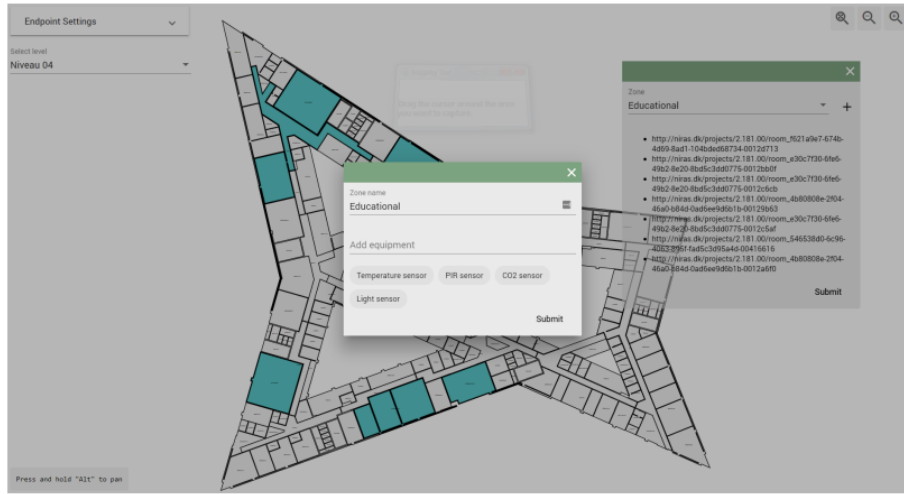 Endpoint Settings
Select level
Niveau 04
Zone
Educational
http://niras.dk/projects/2.181.00/room_f621a9e7-674b-
4d69-8ad1-104bded68734-0012d713
http://niras.dk/projects/2.181.00/room_e30c7f30-6fe6-
49b2-8e20-8bd5c3dd0775-0012bb0f
http://niras.dk/projects/2.181.00/room_e30c7f30-6fe6-
49b2-8e20-8bd5c3dd0775-0012c6cb
http://niras.dk/projects/2.181.00/room_4b80808e-2f04-
46a0-b84d-0ad6ee9d6b1b-00129b63
http://niras.dk/projects/2.181.00/room_e30c7f30-6fe6-
49b2-8e20-8bd5c3dd0775-0012c5af
http://niras.dk/projects/2.181.00/room_546538d0-6c96-
http://niras.dk/projects/2.181.00/room_4b80808e-2f04-
46a0-b84d-0ad6ee9d6b1b-0012a6f0
Submit
Zone name
Educational
Add equipment
Temperature sensor
PIR sensor
CO2 sensor
Light sensor
Submit
Press and hold "Alt" to pan